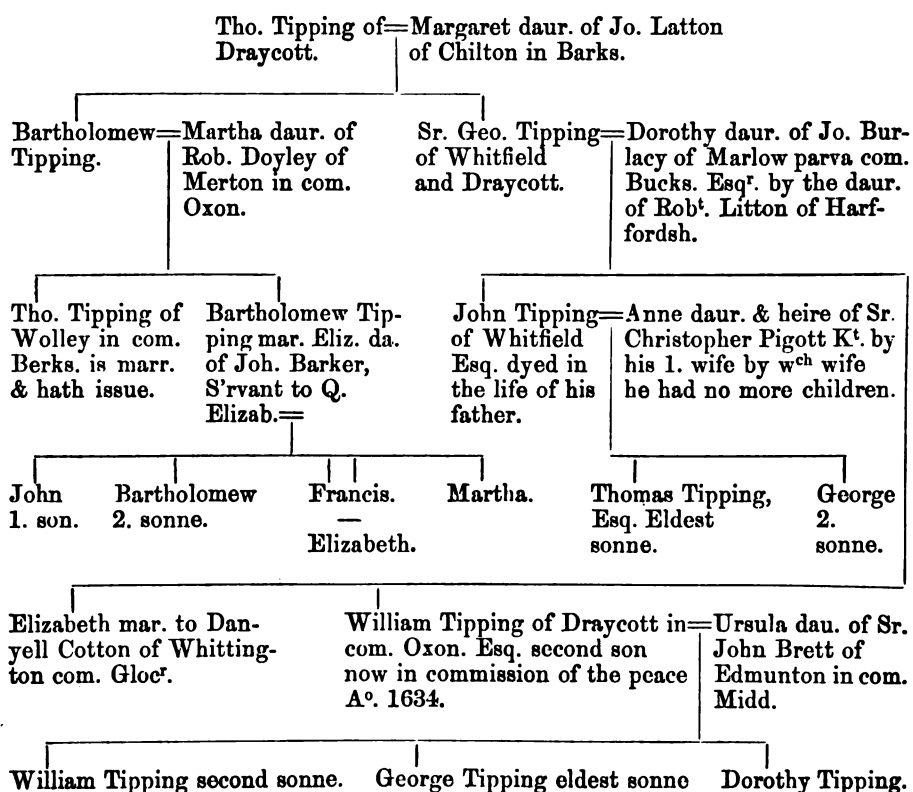 Tho. Tipping of=Margaret daur. of Jo. Latton
Draycott. of Chilton in Barks.
Bartholomew=Martha daur. of
Tipping. Rob. Doyley of
Merton in com.
Oxon.
Sr. Geo. Tipping=Dorothy daur. of Jo. Bur-
of Whitfield lacy of Marlow parva com.
and Draycott. Bucks. Esqʳ. by the daur.
of Robᵗ. Litton of Harf-
fordsh.
Tho. Tipping of
Wolley in com.
Berks. is marr.
& hath issue.
Bartholomew Tip-
ping mar. Eliz. da.
of Joh. Barker,
S'rvant to Q.
Elizab.=
John Tipping=Anne daur. & heire of Sr.
of Whitfield Christopher Pigott Kᵗ. by
Esq. dyed in his 1. wife by wᶜʰ wife
the life of his he had no more children.
father.
John
1. son.
Bartholomew
2. sonne.
Francis.
—
Elizabeth.
Martha.
Thomas Tipping,
Esq. Eldest
sonne.
George
2.
sonne.
Elizabeth mar. to Dan-
yell Cotton of Whitting-
ton com. Glocʳ.
William Tipping of Draycott in=Ursula dau. of Sr.
com. Oxon. Esq. second son John Brett of
now in commission of the peace Edmunton in com.
Aᵒ. 1634. Midd.
William Tipping second sonne. George Tipping eldest sonne Dorothy Tipping.